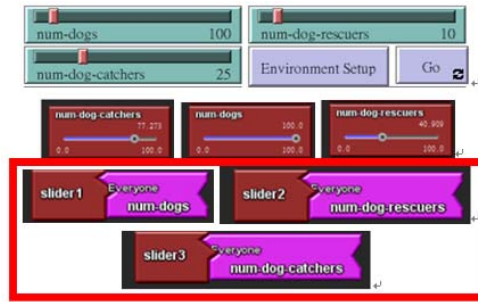 num-dogs 100 num-dog-rescuers 10
num-dog-catchers 25 Environment Setup Go
num-dog-catchers num-dogs num-dog-rescuers
77.273 100.0 40.909
0.0 100.0 0.0 100.0 0.0 100.0
slider1 Everyone num-dogs
slider2 Everyone num-dog-rescuers
slider3 Everyone num-dog-catchers